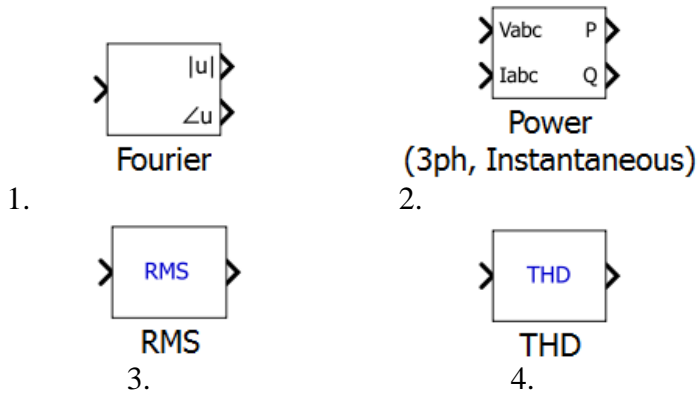 |u|
∠u
Fourier
1.
Vabc P
Iabc Q
Power
(3ph, Instantaneous)
2.
RMS
RMS
3.
THD
THD
4.